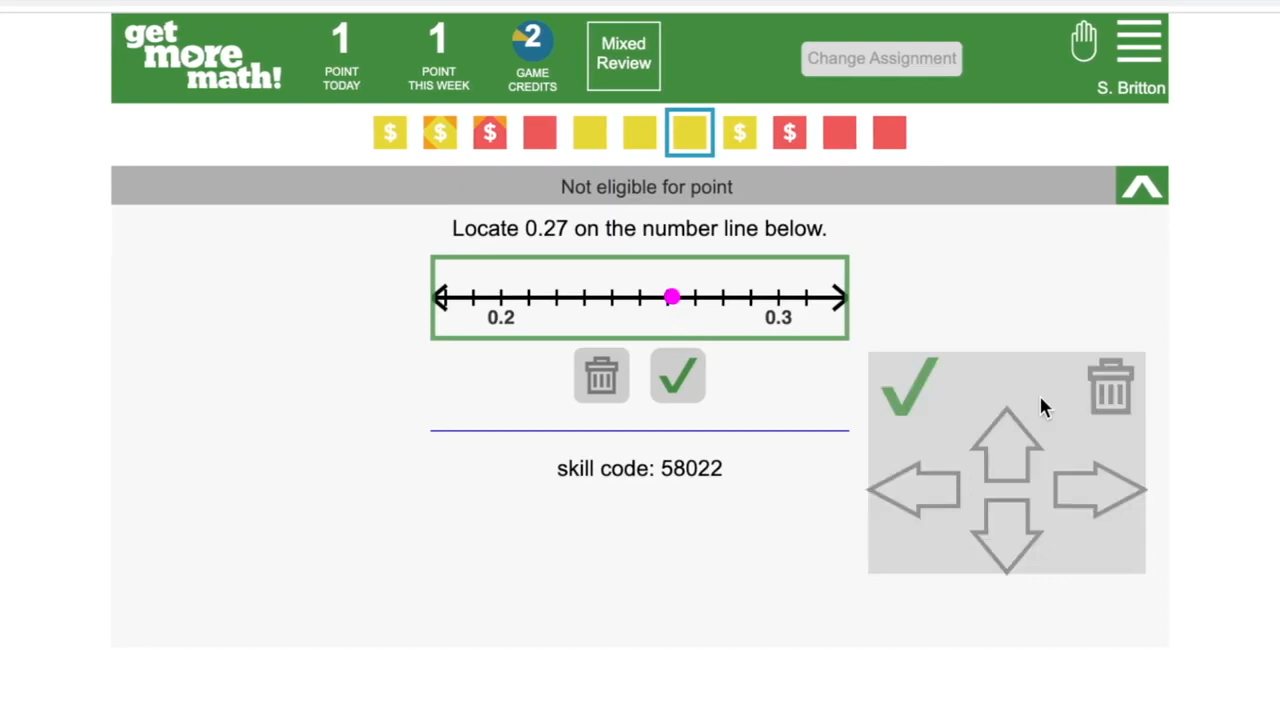 get
more
math!
1
POINT
TODAY
1
POINT
THIS WEEK
2
GAME
CREDITS
Mixed
Review
Change Assignment
S. Britton
$ $ $ $ $
Not eligible for point
Locate 0.27 on the number line below.
0.2 0.3
skill code: 58022